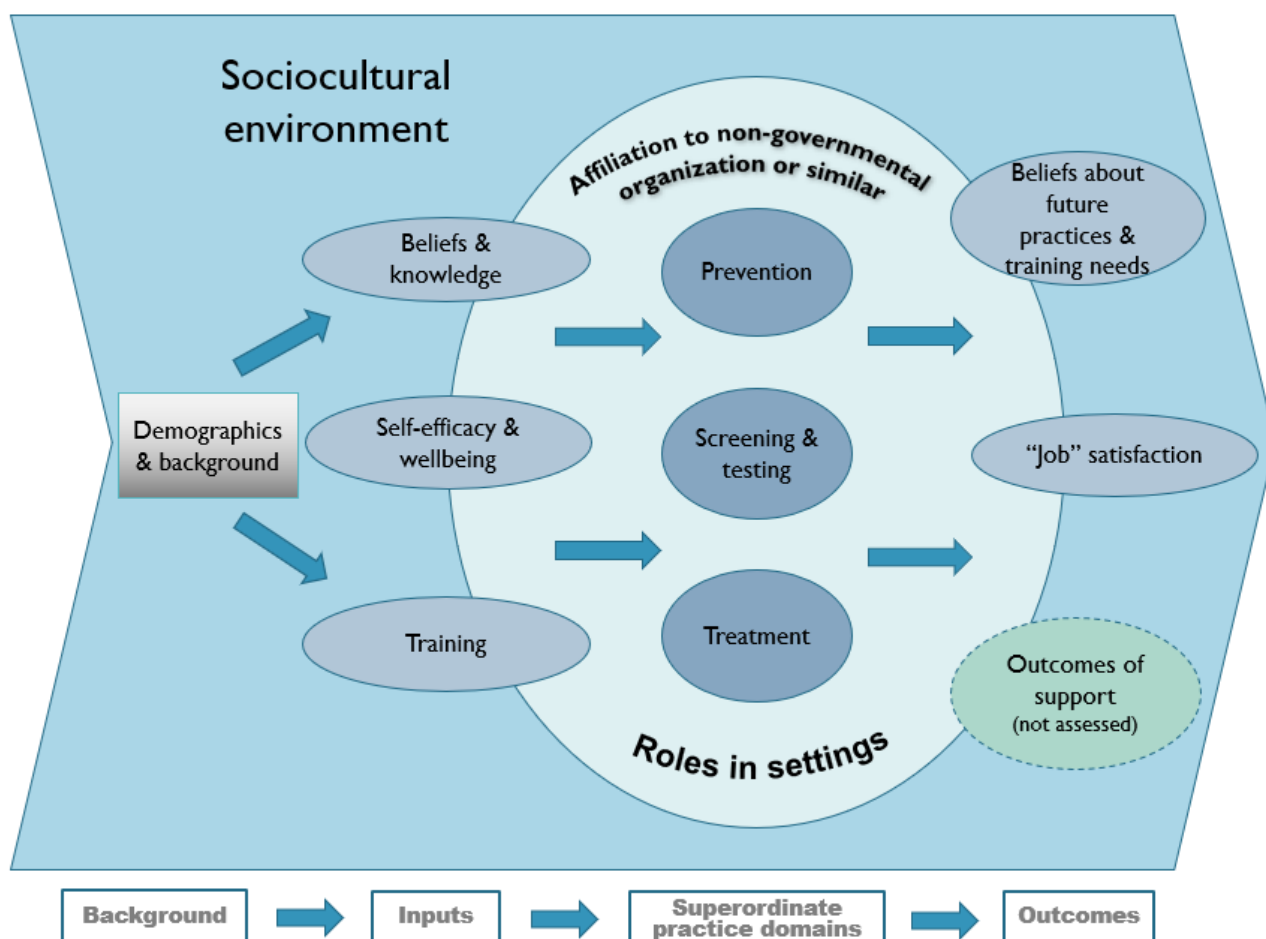 Sociocultural
environment
Affiliation to non-governmental
organization or similar
Beliefs &
knowledge
Prevention
Beliefs about
future
practices &
training needs
Demographics
& background
Self-efficacy &
wellbeing
Screening &
testing
“Job” satisfaction
Training
Treatment
Outcomes of
support
(not assessed)
Roles in settings
Background
Inputs
Superordinate
practice domains
Outcomes